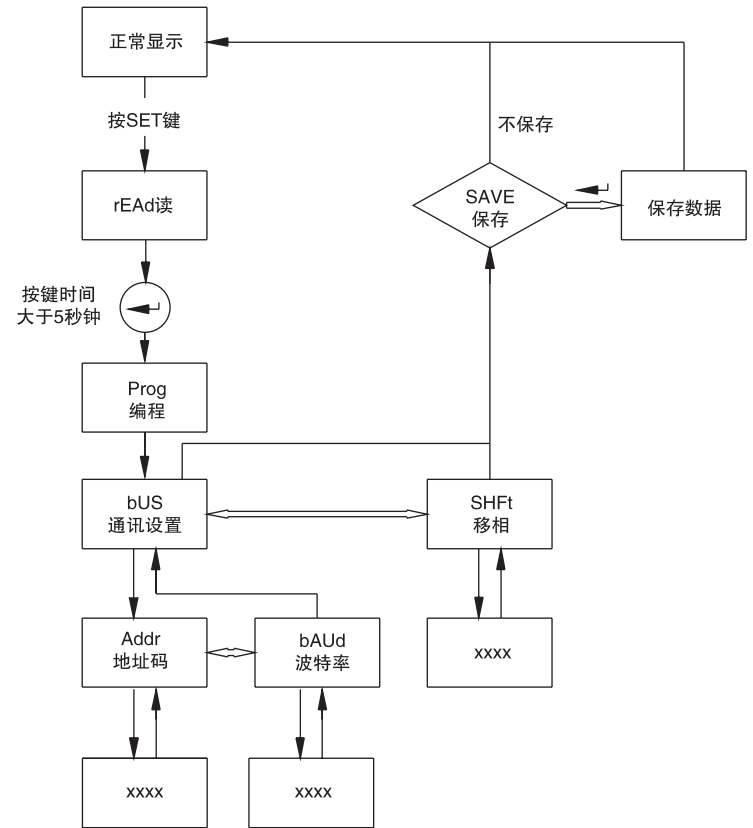 正常显示
按SET键
不保存
SAVE
保存
保存数据
rEAd读
按键时间
大于5秒钟
Prog
编程
bUS
通讯设置
SHFt
移相
Addr
地址码
bAUd
波特率
xxxx
xxxx
xxxx